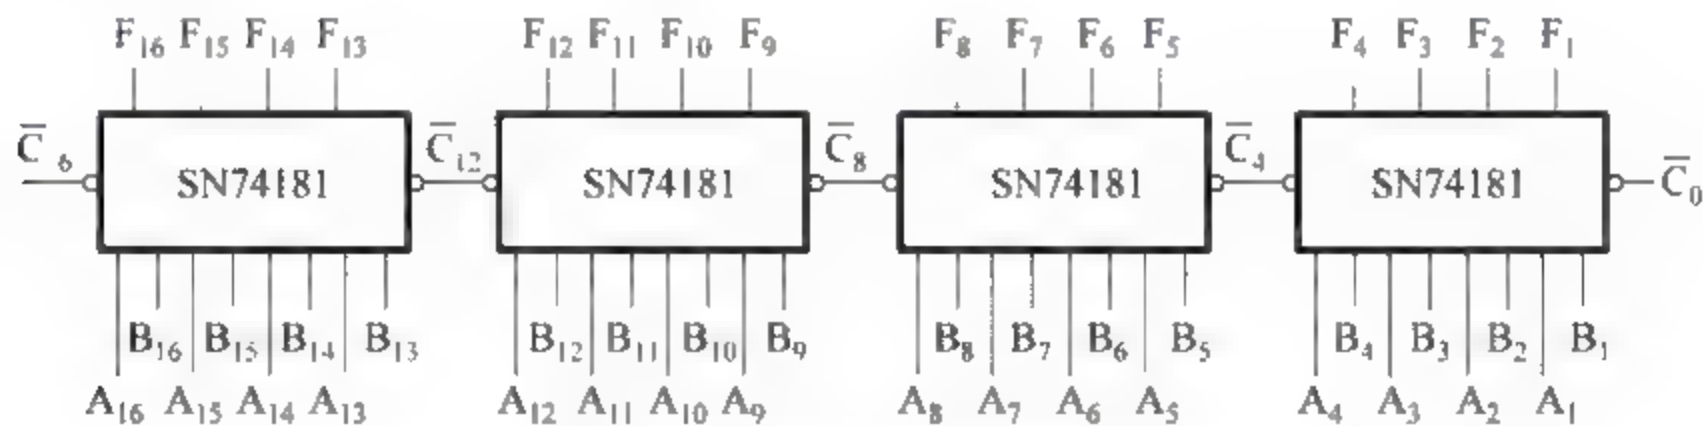 F₁₆ F₁₅ F₁₄ F₁₃ F₁₂ F₁₁ F₁₀ F₉ F₈ F₇ F₆ F₅ F₄ F₃ F₂ F₁
C̅ ₆ SN74181 C̅₁₂ SN74181 C̅₈ SN74181 C̅₄ SN74181 C̅₀
B₁₆ B₁₅ B₁₄ B₁₃ B₁₂ B₁₁ B₁₀ B₉ B₈ B₇ B₆ B₅ B₄ B₃ B₂ B₁
A₁₆ A₁₅ A₁₄ A₁₃ A₁₂ A₁₁ A₁₀ A₉ A₈ A₇ A₆ A₅ A₄ A₃ A₂ A₁